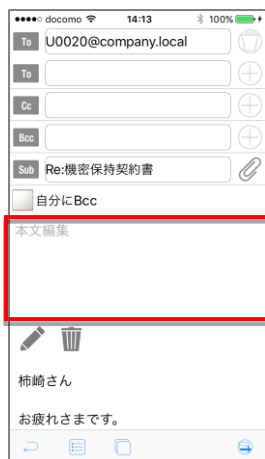 docomo 14:13 100%
To U0020@company.local
To
Cc
Bcc
Sub Re:機密保持契約書
自分にBcc
本文編集
柿崎さん
お疲れさまです。